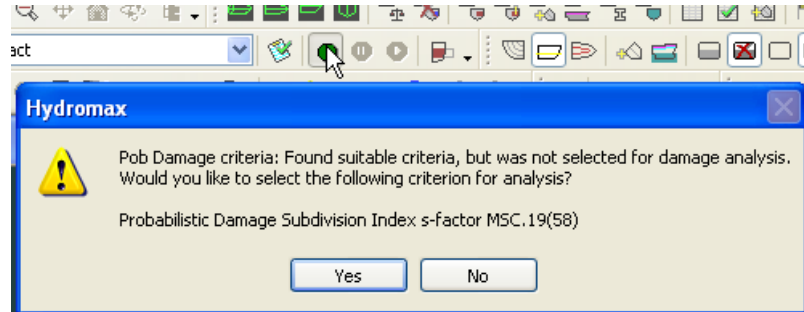 act
Hydromax
Pob Damage criteria: Found suitable criteria, but was not selected for damage analysis.
Would you like to select the following criterion for analysis?
Probabilistic Damage Subdivision Index s-factor MSC.19(58)
Yes
No